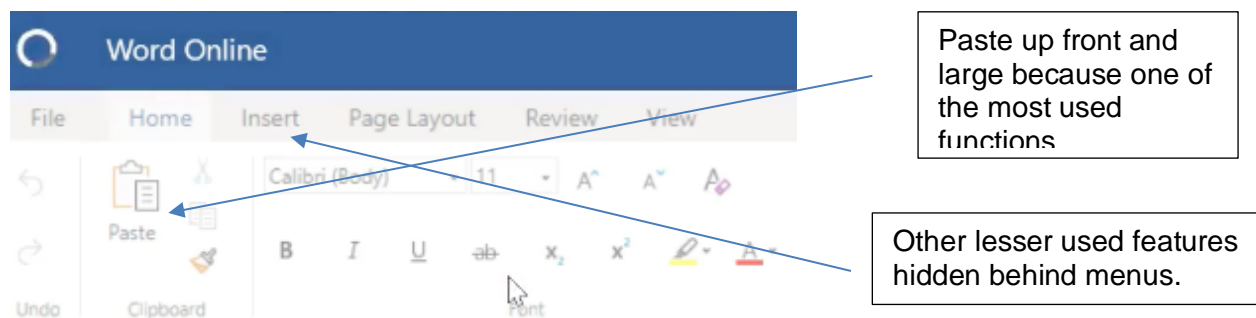 Word Online
File Home Insert Page Layout Review View
Calibri (Body) 11 A A A
Paste
B I U ab x₂ x² A
Undo Clipboard Font
Paste up front and
large because one of
the most used
functions
Other lesser used features
hidden behind menus.